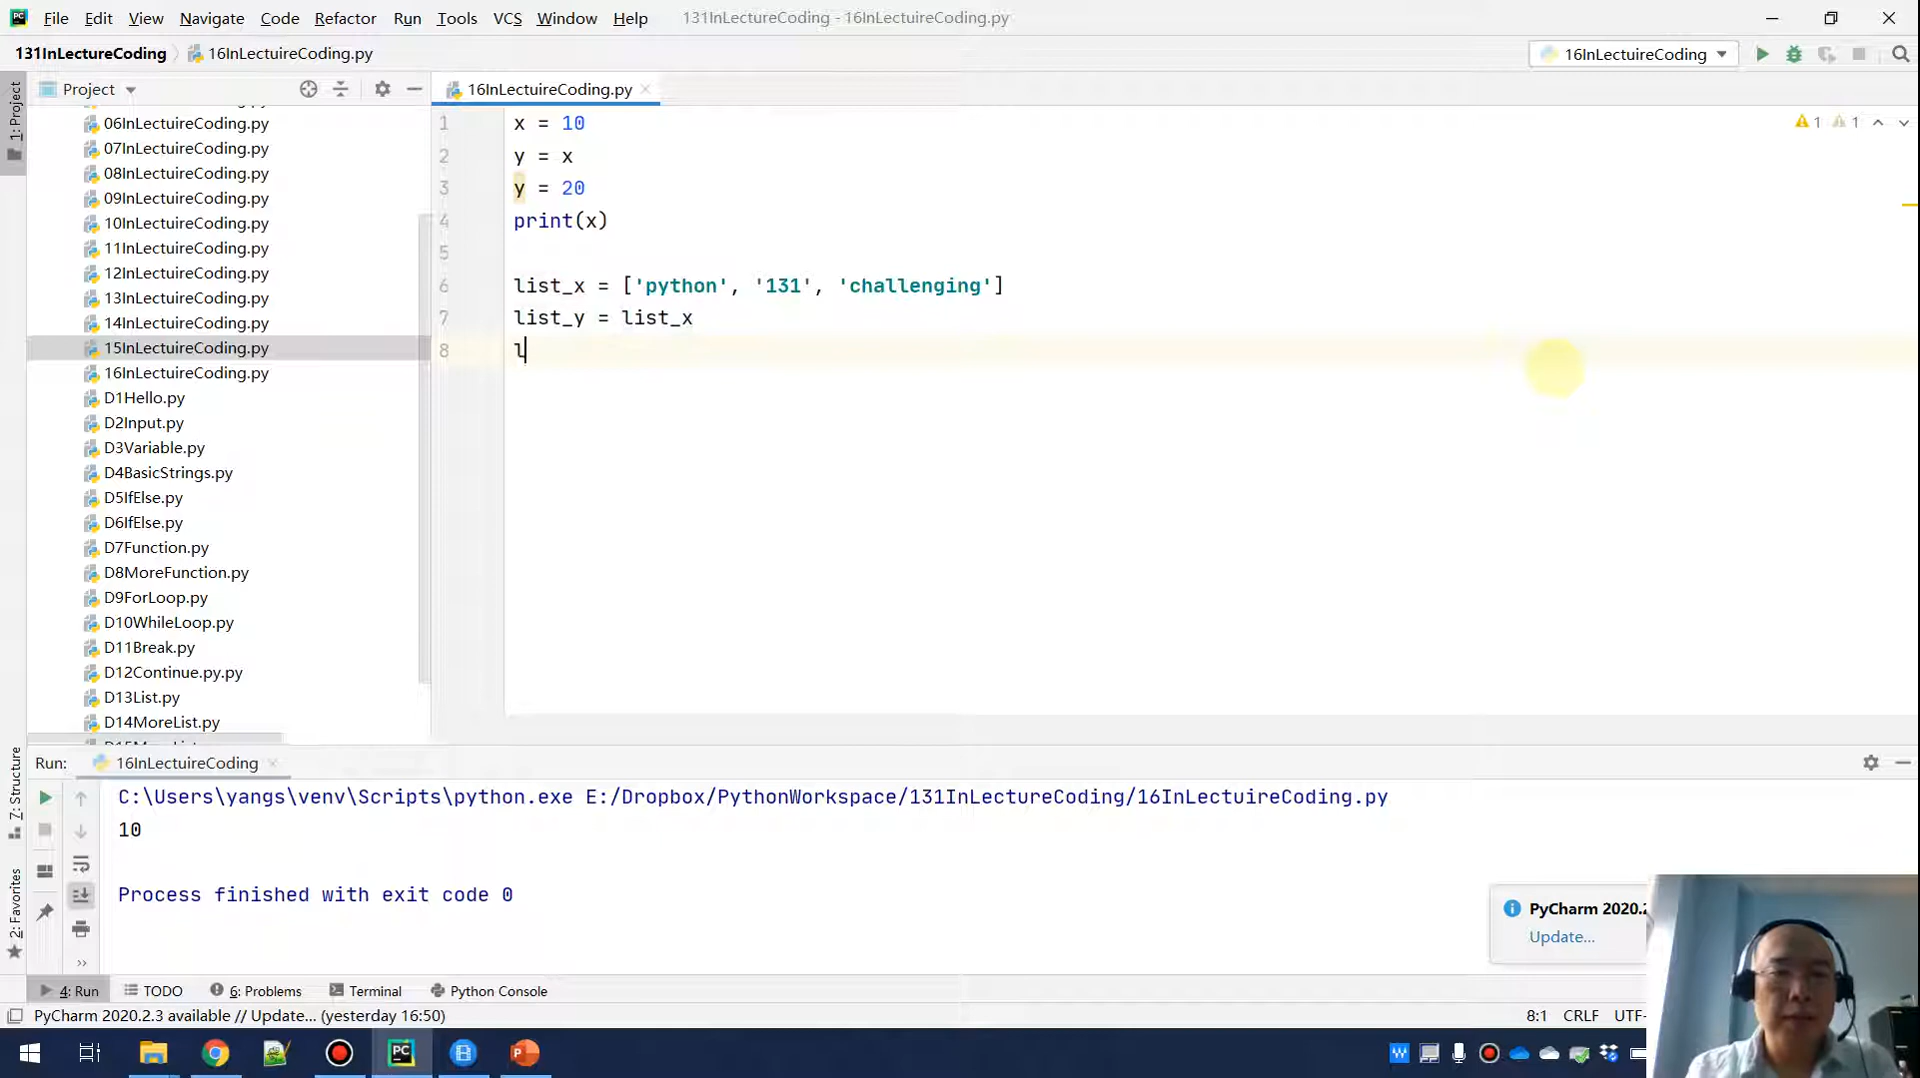 File Edit View Navigate Code Refactor Run Tools VCS Window Help 131InLectureCoding - 16InLectuireCoding.py
131InLectureCoding 16InLectuireCoding.py 16InLectuireCoding
1: Project
Project
16InLectuireCoding.py
06InLectuireCoding.py
07InLectuireCoding.py
08InLectuireCoding.py
09InLectuireCoding.py
10InLectuireCoding.py
11InLectuireCoding.py
12InLectuireCoding.py
13InLectuireCoding.py
14InLectuireCoding.py
15InLectuireCoding.py
16InLectuireCoding.py
D1Hello.py
D2Input.py
D3Variable.py
D4BasicStrings.py
D5IfElse.py
D6IfElse.py
D7Function.py
D8MoreFunction.py
D9ForLoop.py
D10WhileLoop.py
D11Break.py
D12Continue.py.py
D13List.py
D14MoreList.py
1 x = 10
2 y = x
3 y = 20
4 print(x)
5
6 list_x = ['python', '131', 'challenging']
7 list_y = list_x
8 l
1 1
7: Structure
2: Favorites
Run: 16InLectuireCoding
C:\Users\yangs\venv\Scripts\python.exe E:/Dropbox/PythonWorkspace/131InLectureCoding/16InLectuireCoding.py
10
Process finished with exit code 0
PyCharm 2020.2
Update...
4: Run TODO 6: Problems Terminal Python Console
PyCharm 2020.2.3 available // Update... (yesterday 16:50) 8:1 CRLF UTF-
PC
P
W